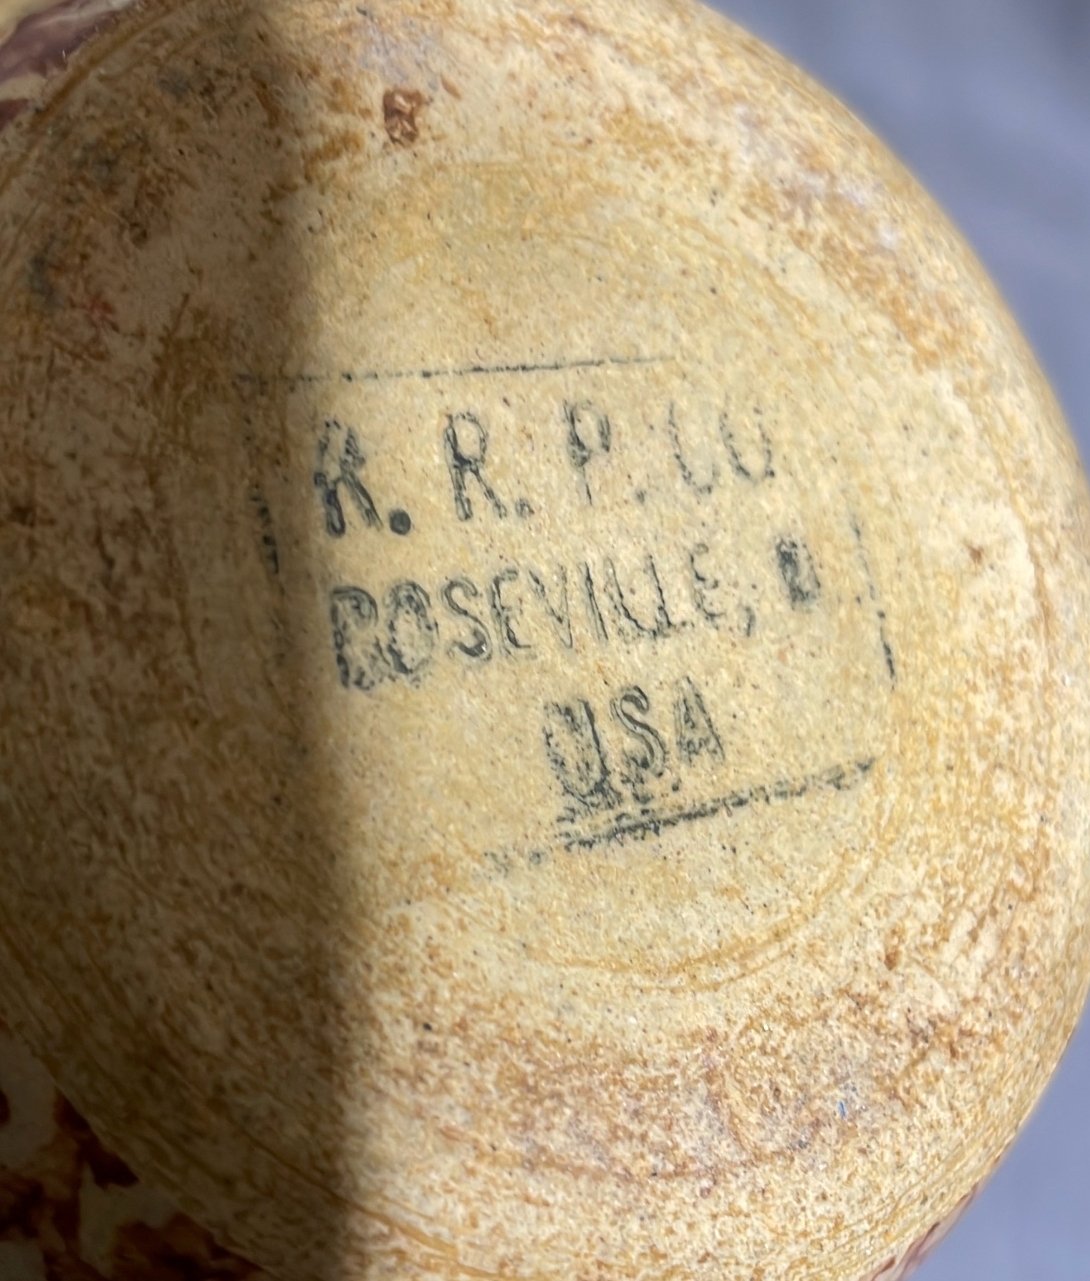 R. R. P. CO
ROSEVILLE, O
USA